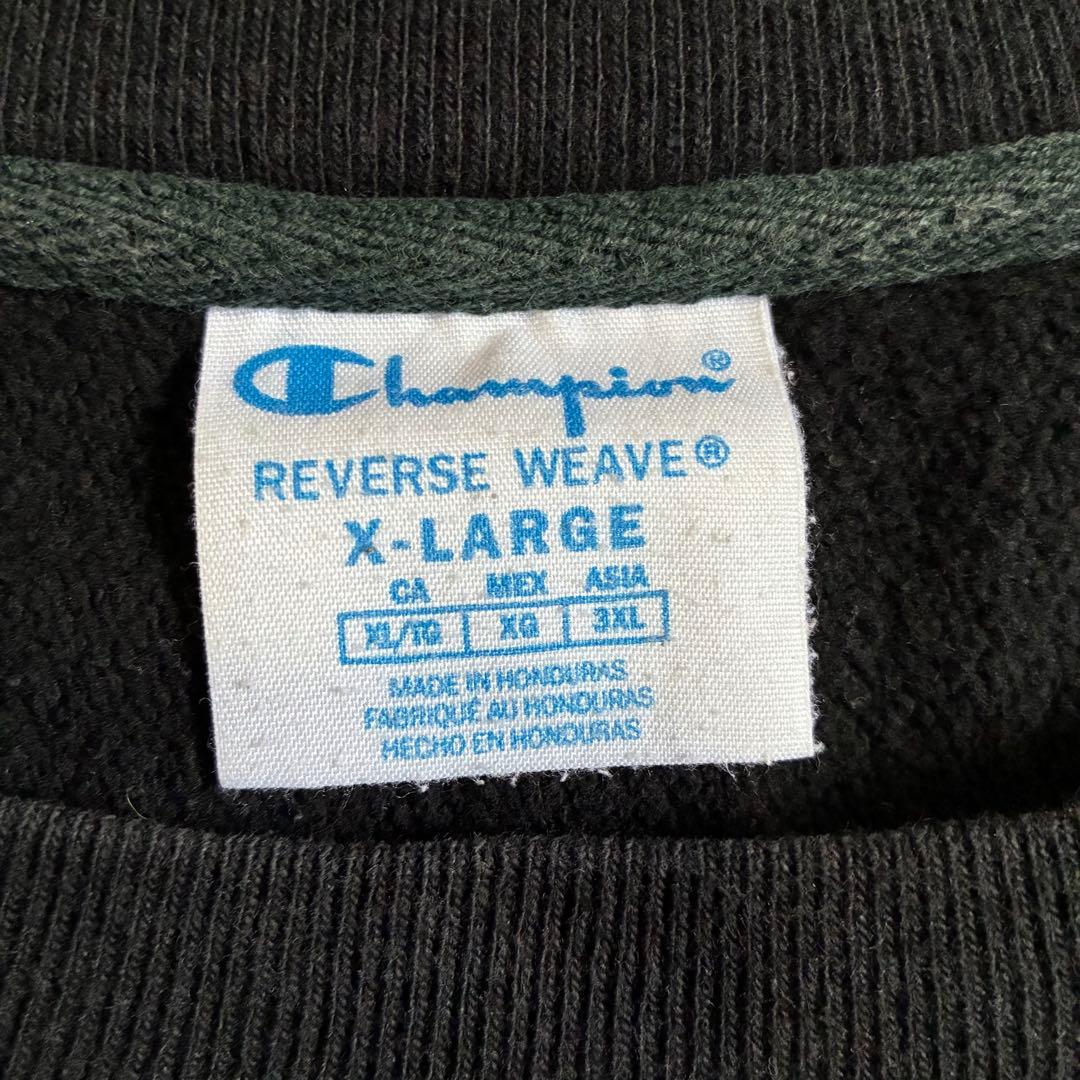 Champion®
REVERSE WEAVE®
X-LARGE
CA MEX ASIA
XL/TG XG 3XL
MADE IN HONDURAS
FABRIQUÉ AU HONDURAS
HECHO EN HONDURAS